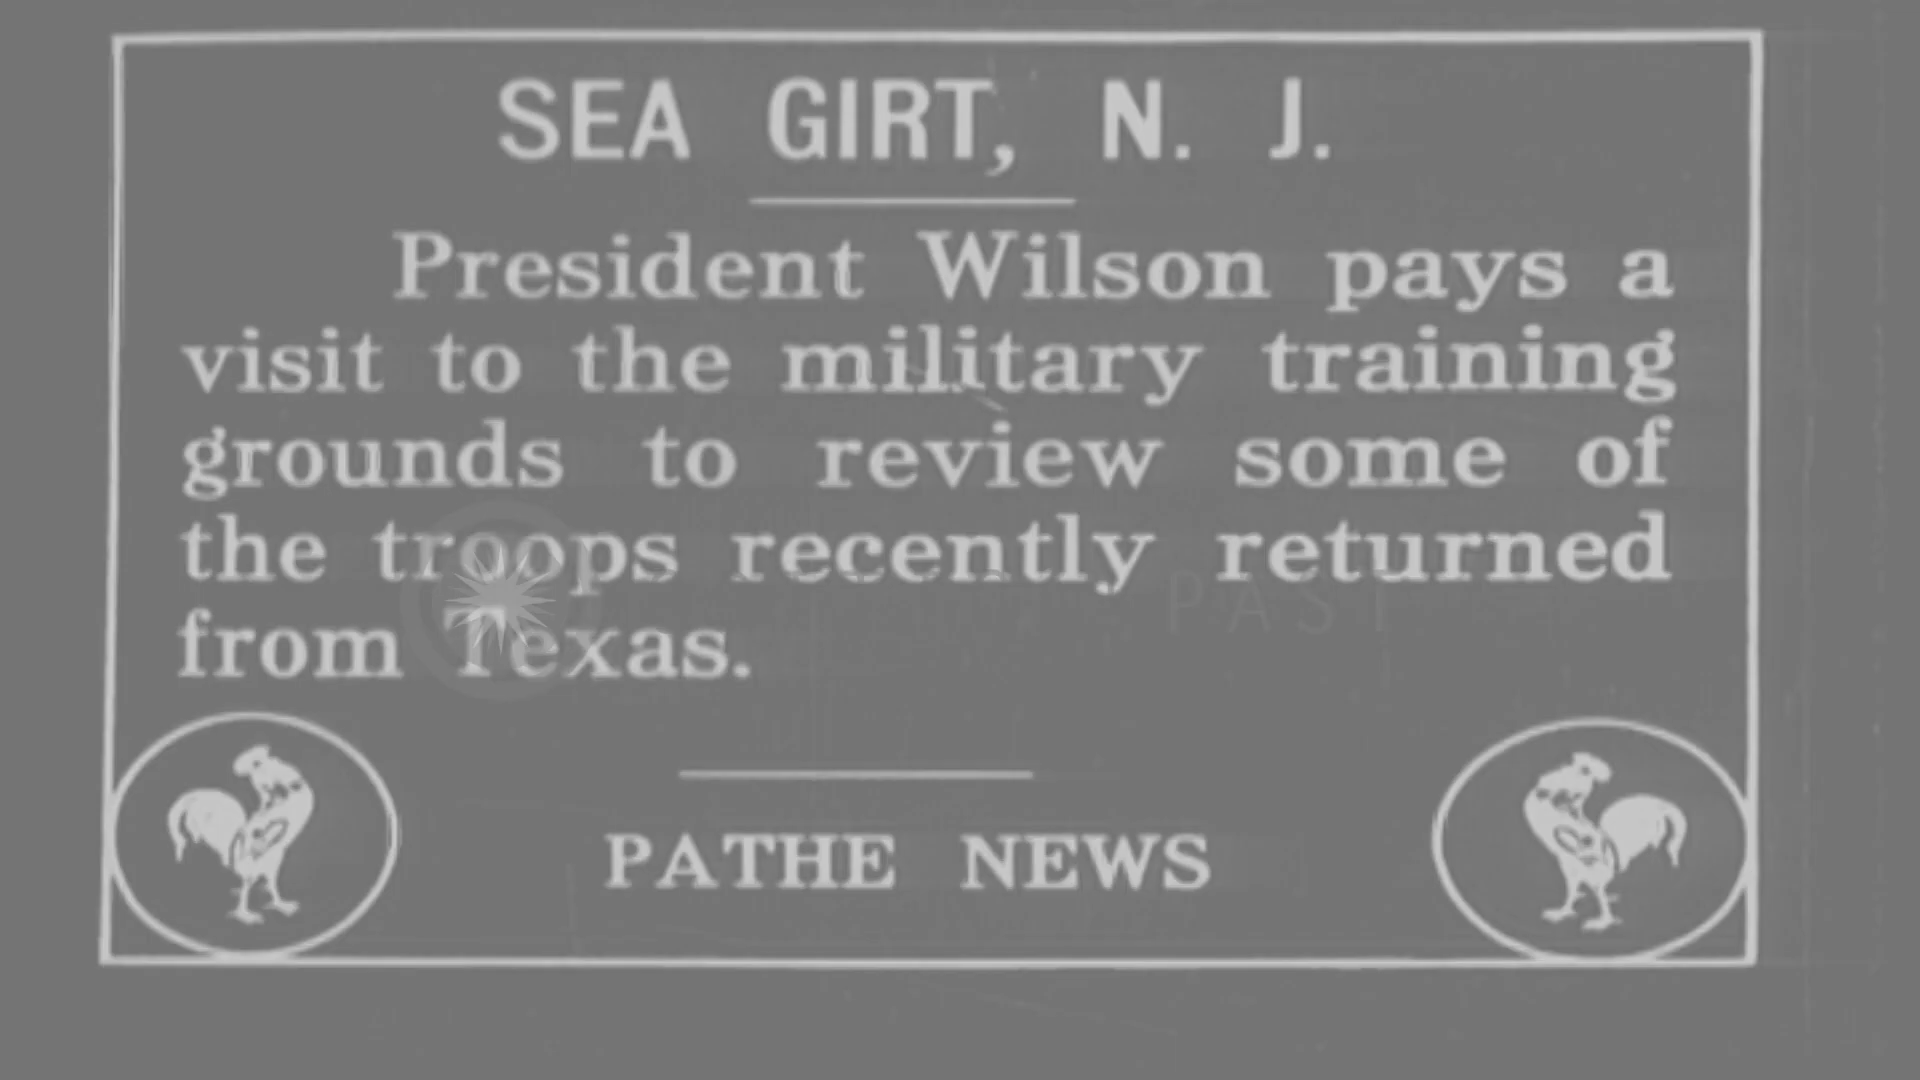 SEA GIRT, N. J.
President Wilson pays a
visit to the military training
grounds to review some of
the troops recently returned
from Texas.
PATHE NEWS
PAST